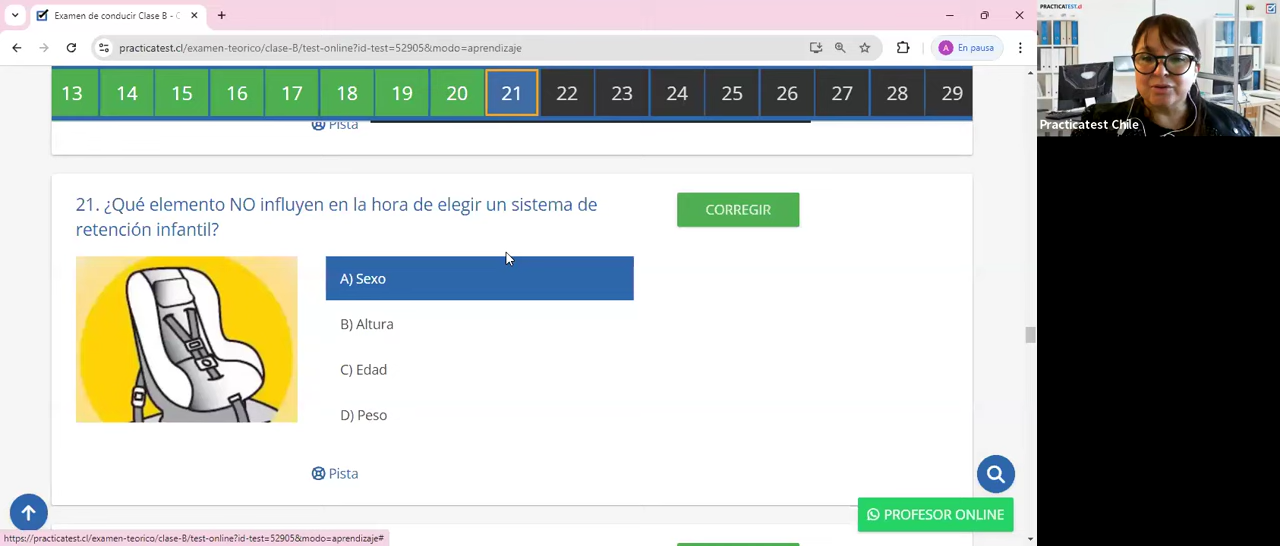 Examen de conducir Clase B - C
practicatest.cl/examen-teorico/clase-B/test-online?id-test=52905&modo=aprendizaje
En pausa
PRACTICATEST.cl
Practicatest Chile
13 14 15 16 17 18 19 20 21 22 23 24 25 26 27 28 29
Pista
21. ¿Qué elemento NO influyen en la hora de elegir un sistema de
retención infantil?
CORREGIR
A) Sexo
B) Altura
C) Edad
D) Peso
Pista
PROFESOR ONLINE
https://practicatest.cl/examen-teorico/clase-B/test-online?id-test=52905&modo=aprendizaje#